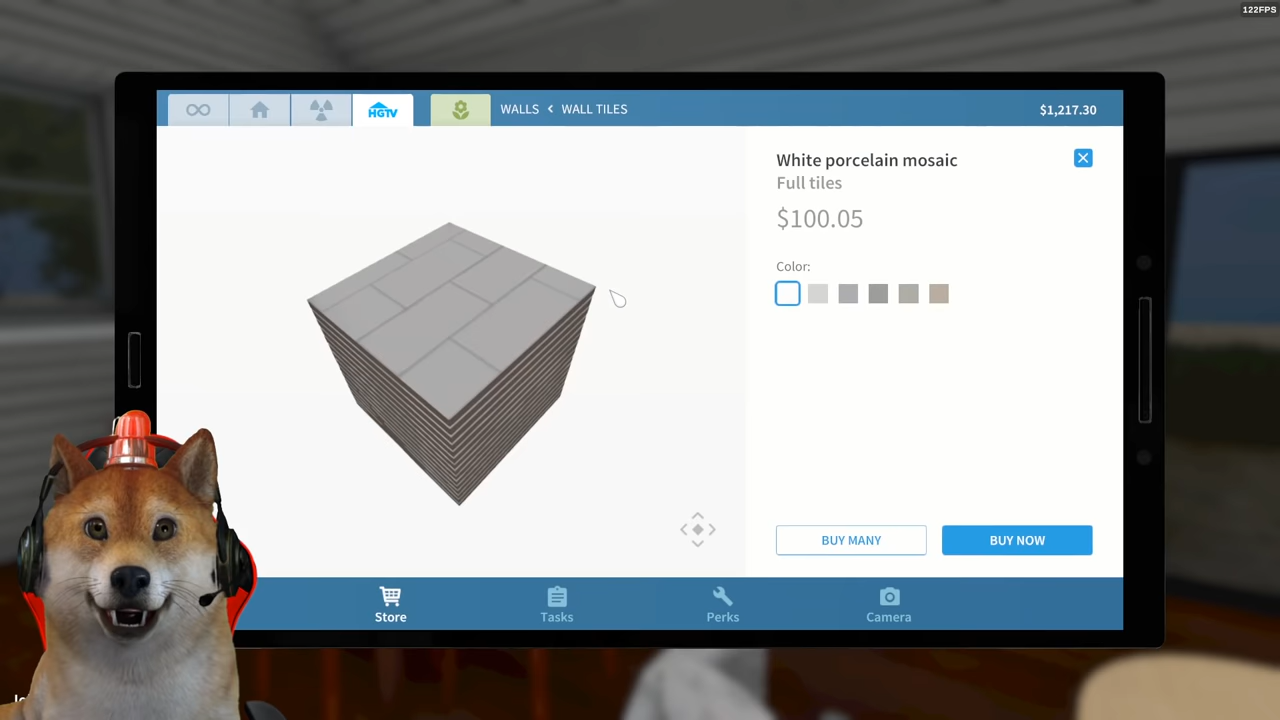 122FPS
HGTV
WALLS < WALL TILES
$1,217.30
White porcelain mosaic
Full tiles
$100.05
Color:
BUY MANY
BUY NOW
Store
Tasks
Perks
Camera